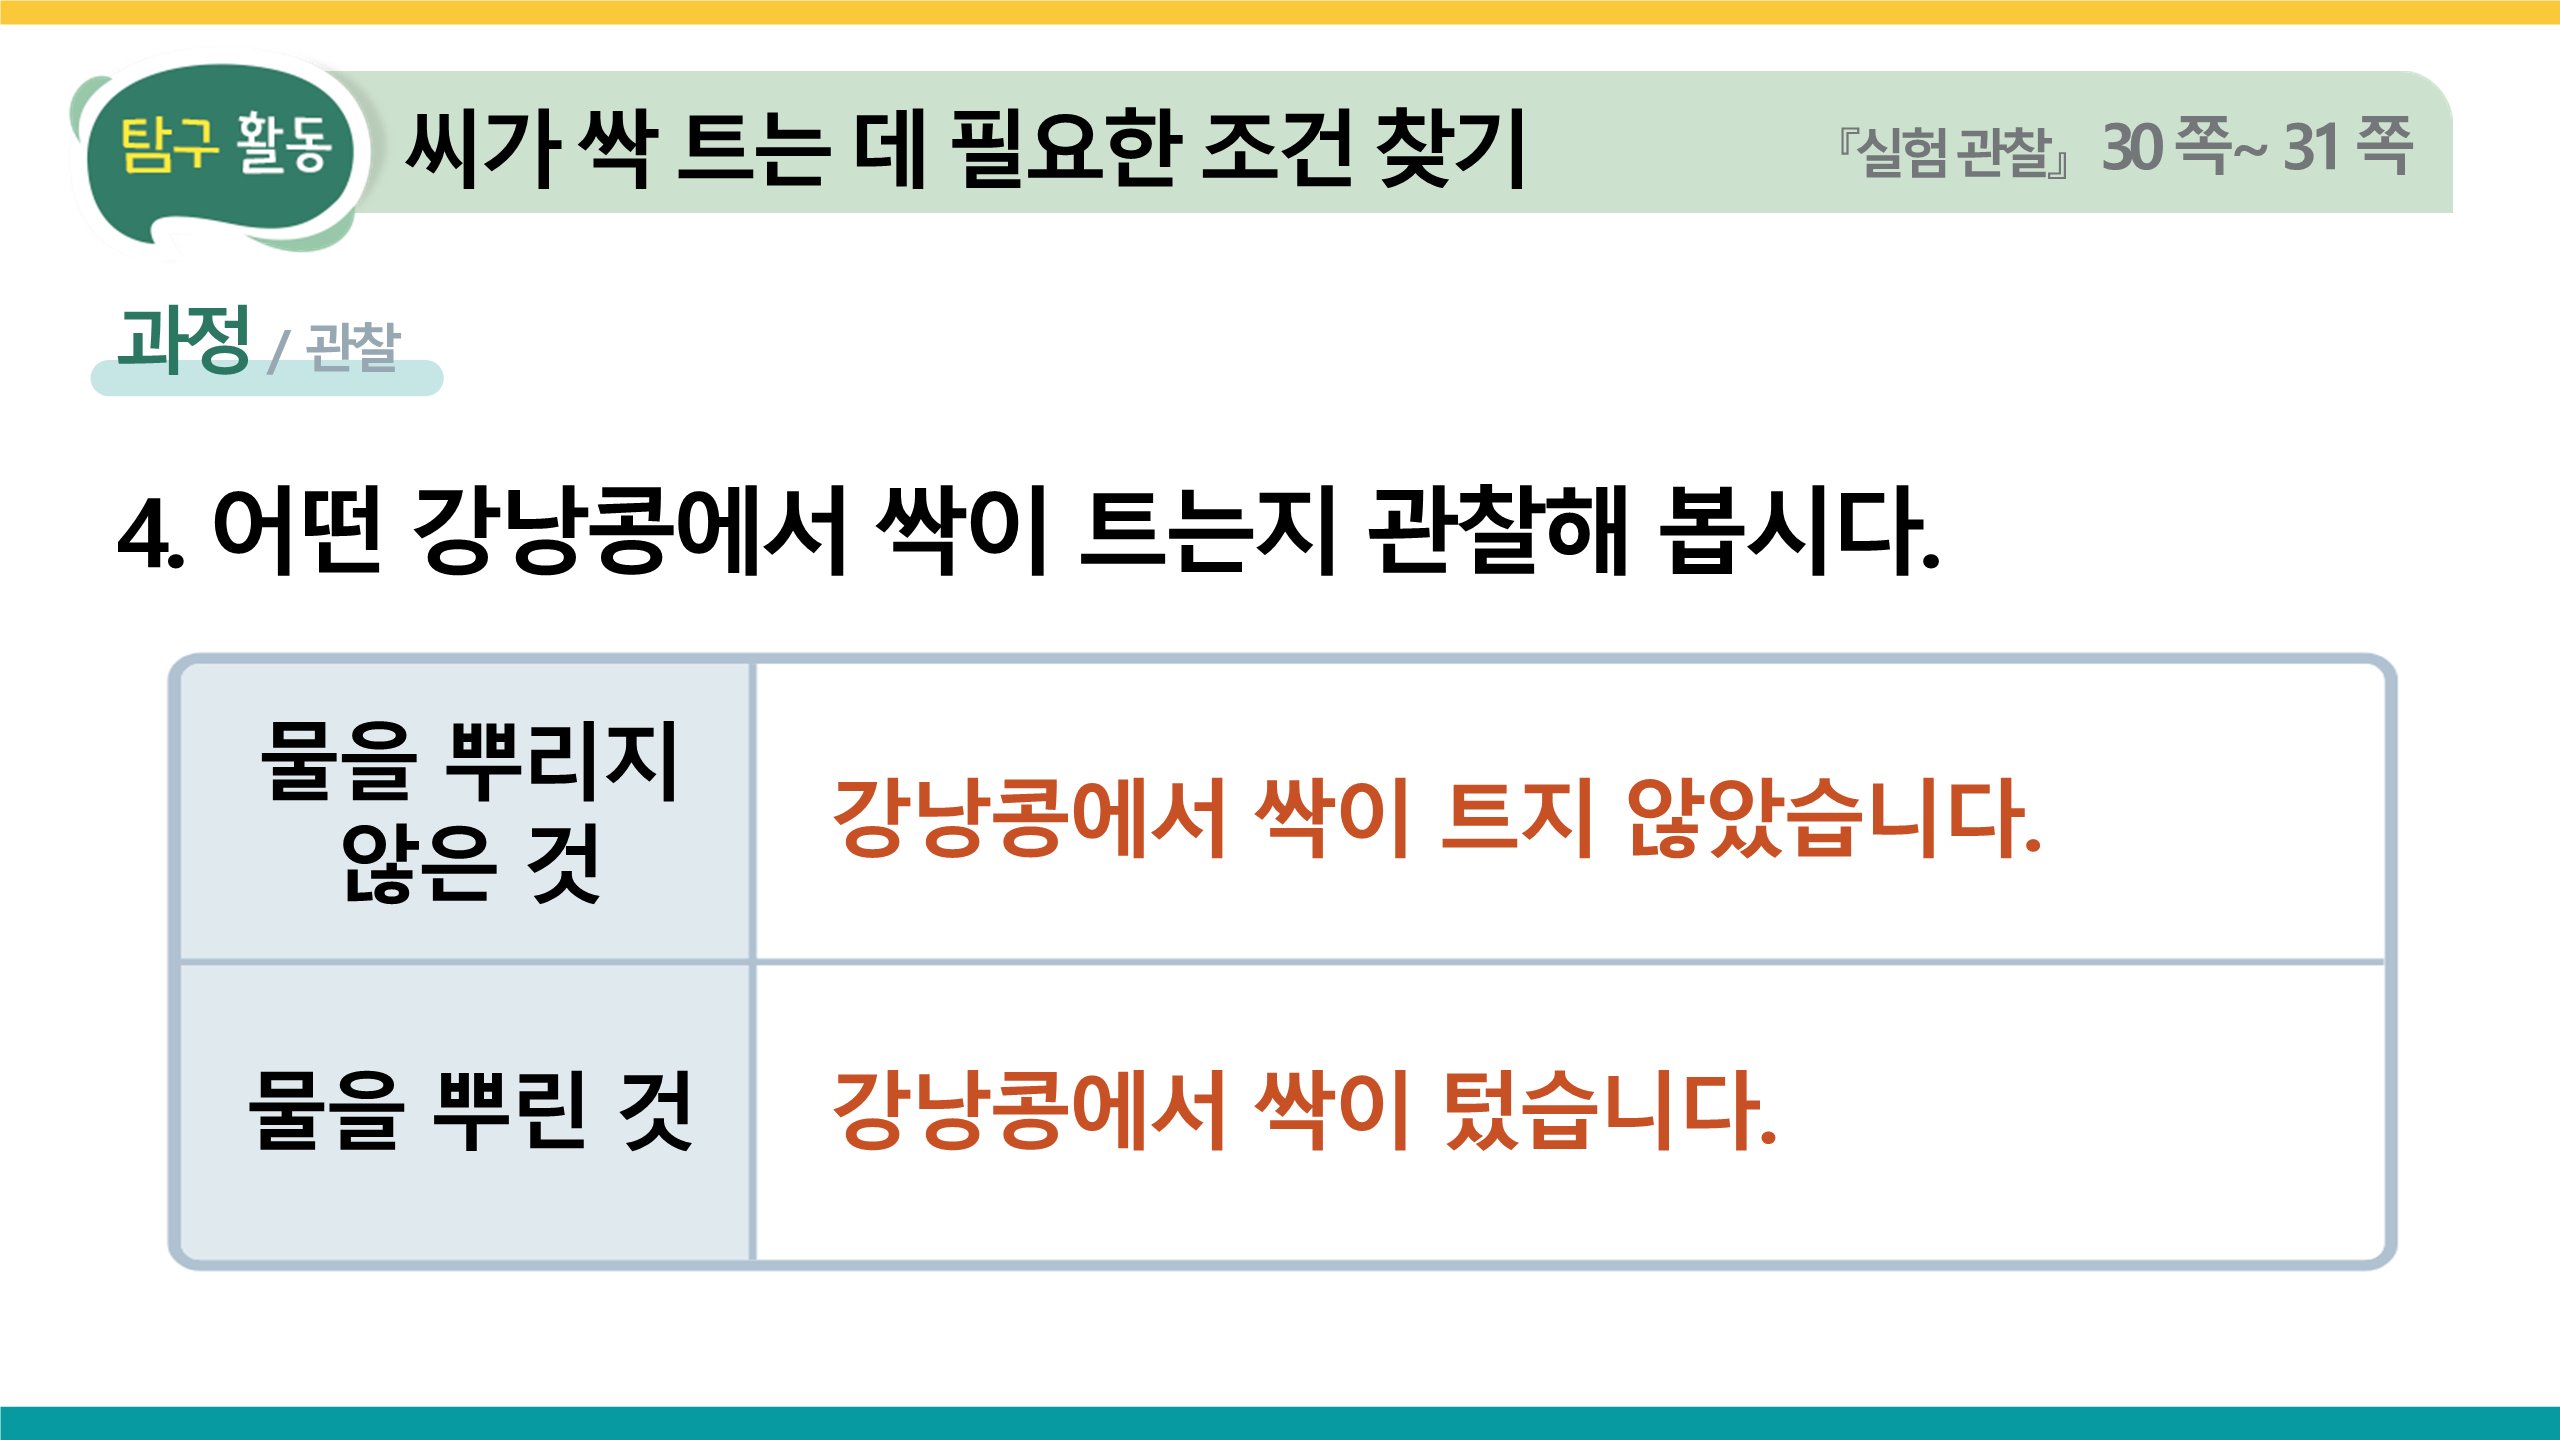 탐구 활동
씨가 싹 트는 데 필요한 조건 찾기
『실험 관찰』 30 쪽~ 31 쪽
과정 / 관찰
4. 어떤 강낭콩에서 싹이 트는지 관찰해 봅시다.
물을 뿌리지
않은 것
강낭콩에서 싹이 트지 않았습니다.
물을 뿌린 것
강낭콩에서 싹이 텄습니다.